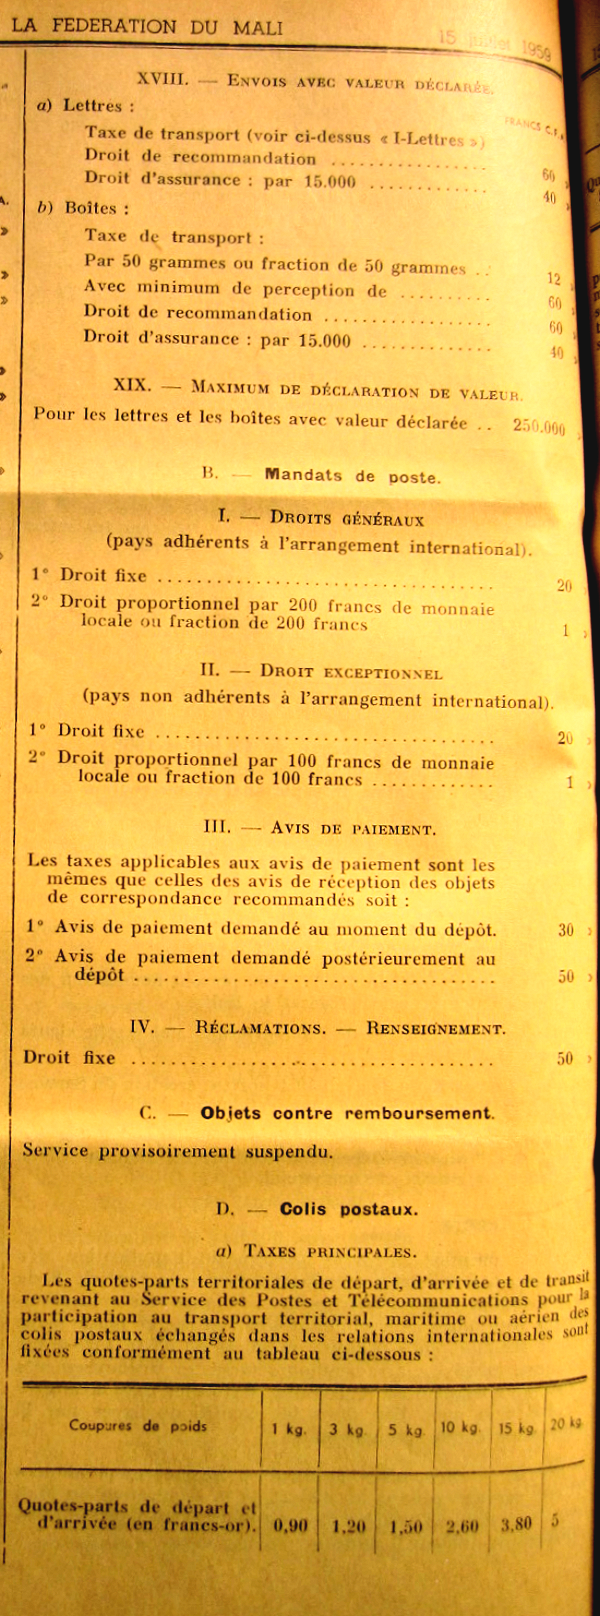 LA FEDERATION DU MALI
15 juillet 1959
XVIII. — ENVOIS AVEC VALEUR DÉCLARÉE.
FRANCS C.F.A.
a) Lettres :
Taxe de transport (voir ci-dessus « I-Lettres »)
Droit de recommandation .................. 60 »
Droit d'assurance : par 15.000 ............. 40 »
b) Boîtes :
Taxe de transport :
Par 50 grammes ou fraction de 50 grammes .. 12 »
Avec minimum de perception de .......... 60 »
Droit de recommandation .................. 60 »
Droit d'assurance : par 15.000 .............. 40 »
XIX. — MAXIMUM DE DÉCLARATION DE VALEUR.
Pour les lettres et les boîtes avec valeur déclarée .. 250.000 »
B. — Mandats de poste.
I. — DROITS GÉNÉRAUX
(pays adhérents à l'arrangement international).
1° Droit fixe .................................... 20 »
2° Droit proportionnel par 200 francs de monnaie
locale ou fraction de 200 francs 1 »
II. — DROIT EXCEPTIONNEL
(pays non adhérents à l'arrangement international).
1° Droit fixe .................................... 20 »
2° Droit proportionnel par 100 francs de monnaie
locale ou fraction de 100 francs ............. 1 »
III. — AVIS DE PAIEMENT.
Les taxes applicables aux avis de paiement sont les
mêmes que celles des avis de réception des objets
de correspondance recommandés soit :
1° Avis de paiement demandé au moment du dépôt. 30 »
2° Avis de paiement demandé postérieurement au
dépôt ...................................... 50 »
IV. — RÉCLAMATIONS. — RENSEIGNEMENT.
Droit fixe ...................................... 50 »
C. — Objets contre remboursement.
Service provisoirement suspendu.
D. — Colis postaux.
a) TAXES PRINCIPALES.
Les quotes-parts territoriales de départ, d'arrivée et de transit
revenant au Service des Postes et Télécommunications pour la
participation au transport territorial, maritime ou aérien des
colis postaux échangés dans les relations internationales sont
fixées conformément au tableau ci-dessous :
Coupures de poids 1 kg. 3 kg. 5 kg. 10 kg. 15 kg. 20 kg
Quotes-parts de départ et
d'arrivée (en francs-or). 0,90 1,20 1,50 2,60 3,80 5